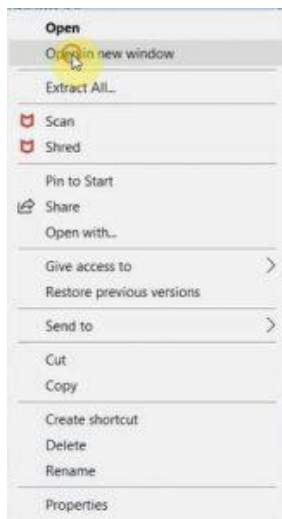 Open
Open in new window
Extract All...
Scan
Shred
Pin to Start
Share
Open with...
Give access to
Restore previous versions
Send to
Cut
Copy
Create shortcut
Delete
Rename
Properties